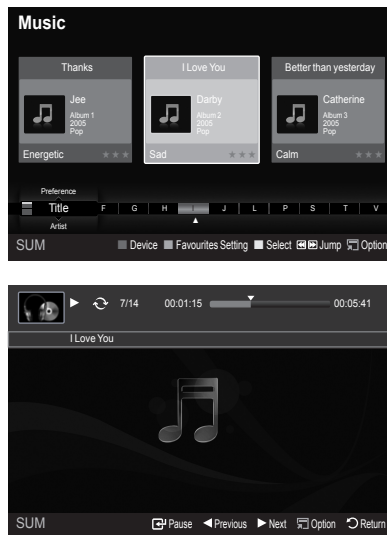 Music
Thanks I Love You Better than yesterday
Jee Darby Catherine
Album 1 Album 2 Album 3
2005 2005 2005
Pop Pop Pop
Energetic ★★★ Sad ★★★ Calm ★★★
Preference
Title F G H I J L P S T V
Artist
SUM Device Favourites Setting Select Jump Option
7/14 00:01:15 00:05:41
I Love You
SUM Pause Previous Next Option Return